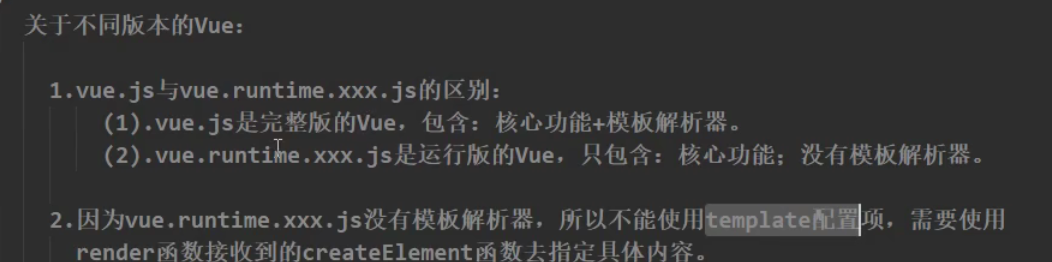 关于不同版本的Vue：
1.vue.js与vue.runtime.xxx.js的区别：
(1).vue.js是完整版的Vue，包含：核心功能+模板解析器。
(2).vue.runtime.xxx.js是运行版的Vue，只包含：核心功能；没有模板解析器。
2.因为vue.runtime.xxx.js没有模板解析器，所以不能使用template配置项，需要使用
render函数接收到的createElement函数去指定具体内容。